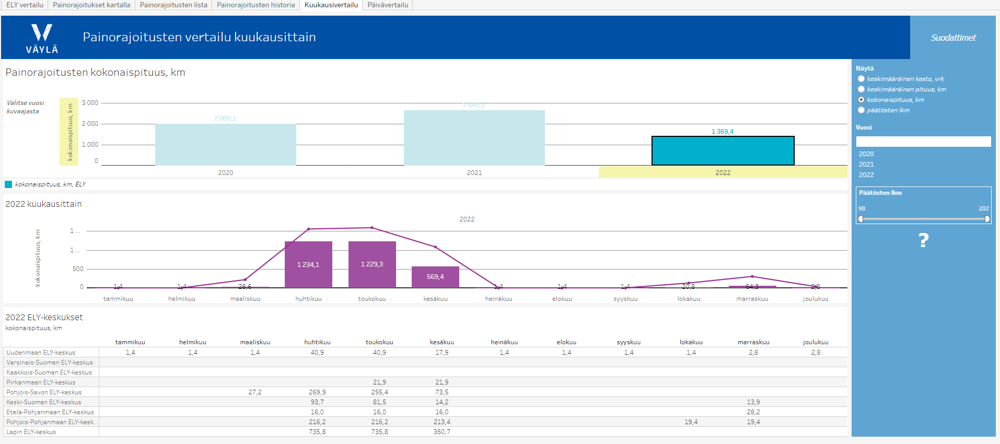 ELY vertailu Painorajoitukset kartalla Painorajoitusten lista Painorajoitusten historia Kuukausivertailu Päivävertailu
VÄYLÄ
Painorajoitusten vertailu kuukausittain
Suodattimet
Painorajoitusten kokonaispituus, km
Valitse vuosi
kuvaajasta
kokonaispituus, km
3 000
2 000
1 000
0
2 000,1
2 649,5
1 369,4
2020 2021 2022
kokonaispituus, km, ELY
Näytä
keskimääräinen kesto, vrk
keskimääräinen pituus, km
kokonaispituus, km
päätösten lkm
Vuosi
2020
2021
2022
Päätösten lkm
98 202
?
2022 kuukausittain
2022
kokonaispituus, km
1 ...
1 ...
500
0
1,4 1,4 28,6 1 234,1 1 229,3 569,4 1,4 1,4 1,4 20,8 64,3 2,8
tammikuu helmikuu maaliskuu huhtikuu toukokuu kesäkuu heinäkuu elokuu syyskuu lokakuu marraskuu joulukuu
2022 ELY-keskukset
kokonaispituus, km
tammikuu helmikuu maaliskuu huhtikuu toukokuu kesäkuu heinäkuu elokuu syyskuu lokakuu marraskuu joulukuu
Uudenmaan ELY-keskus 1,4 1,4 1,4 40,9 40,9 17,9 1,4 1,4 1,4 1,4 2,8 2,8
Varsinais-Suomen ELY-keskus
Kaakkois-Suomen ELY-keskus
Pirkanmaan ELY-keskus 21,9 21,9
Pohjois-Savon ELY-keskus 27,2 269,9 255,4 73,5
Keski-Suomen ELY-keskus 93,7 81,5 14,2 13,9
Etelä-Pohjanmaan ELY-keskus 16,0 16,0 16,0 28,2
Pohjois-Pohjanmaan ELY-kesk.. 216,2 216,2 213,4 19,4 19,4
Lapin ELY-keskus 735,8 735,8 350,7